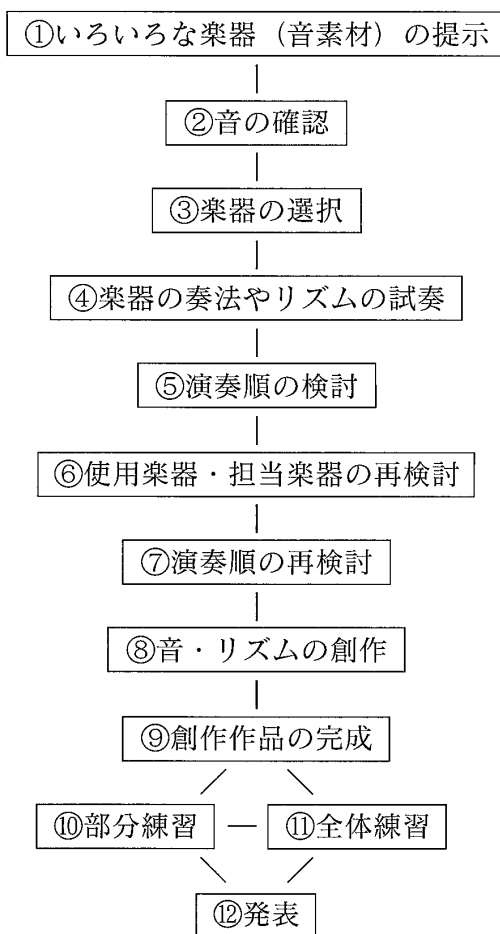 ①いろいろな楽器（音素材）の提示
②音の確認
③楽器の選択
④楽器の奏法やリズムの試奏
⑤演奏順の検討
⑥使用楽器・担当楽器の再検討
⑦演奏順の再検討
⑧音・リズムの創作
⑨創作作品の完成
⑩部分練習
⑪全体練習
⑫発表